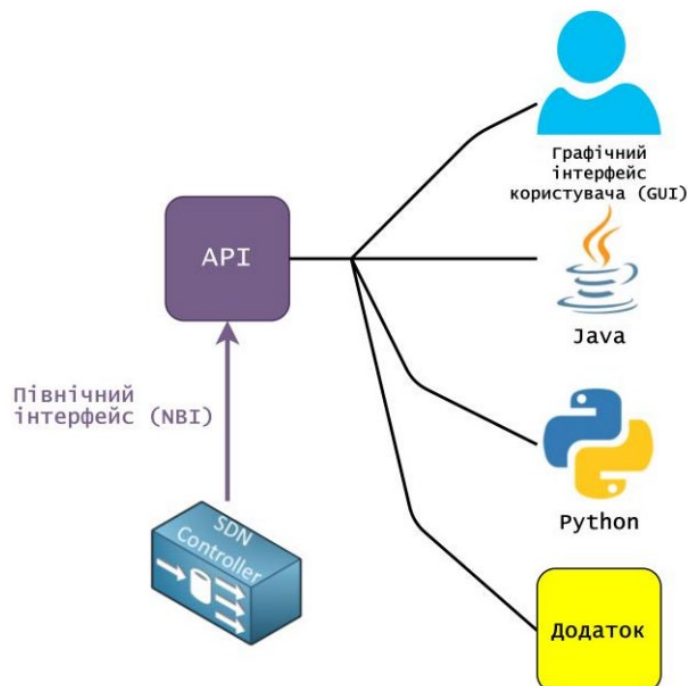 Графічний
інтерфейс
користувача (GUI)
API
Java
Північний
інтерфейс (NBI)
Python
SDN
Controller
Додаток